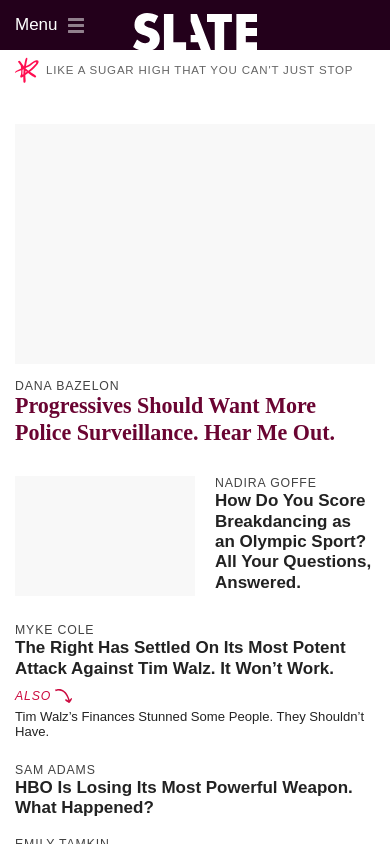 Menu
SLATE
LIKE A SUGAR HIGH THAT YOU CAN'T JUST STOP
DANA BAZELON
Progressives Should Want More
Police Surveillance. Hear Me Out.
NADIRA GOFFE
How Do You Score
Breakdancing as
an Olympic Sport?
All Your Questions,
Answered.
MYKE COLE
The Right Has Settled On Its Most Potent
Attack Against Tim Walz. It Won’t Work.
ALSO
Tim Walz’s Finances Stunned Some People. They Shouldn’t
Have.
SAM ADAMS
HBO Is Losing Its Most Powerful Weapon.
What Happened?
EMILY TAMKIN